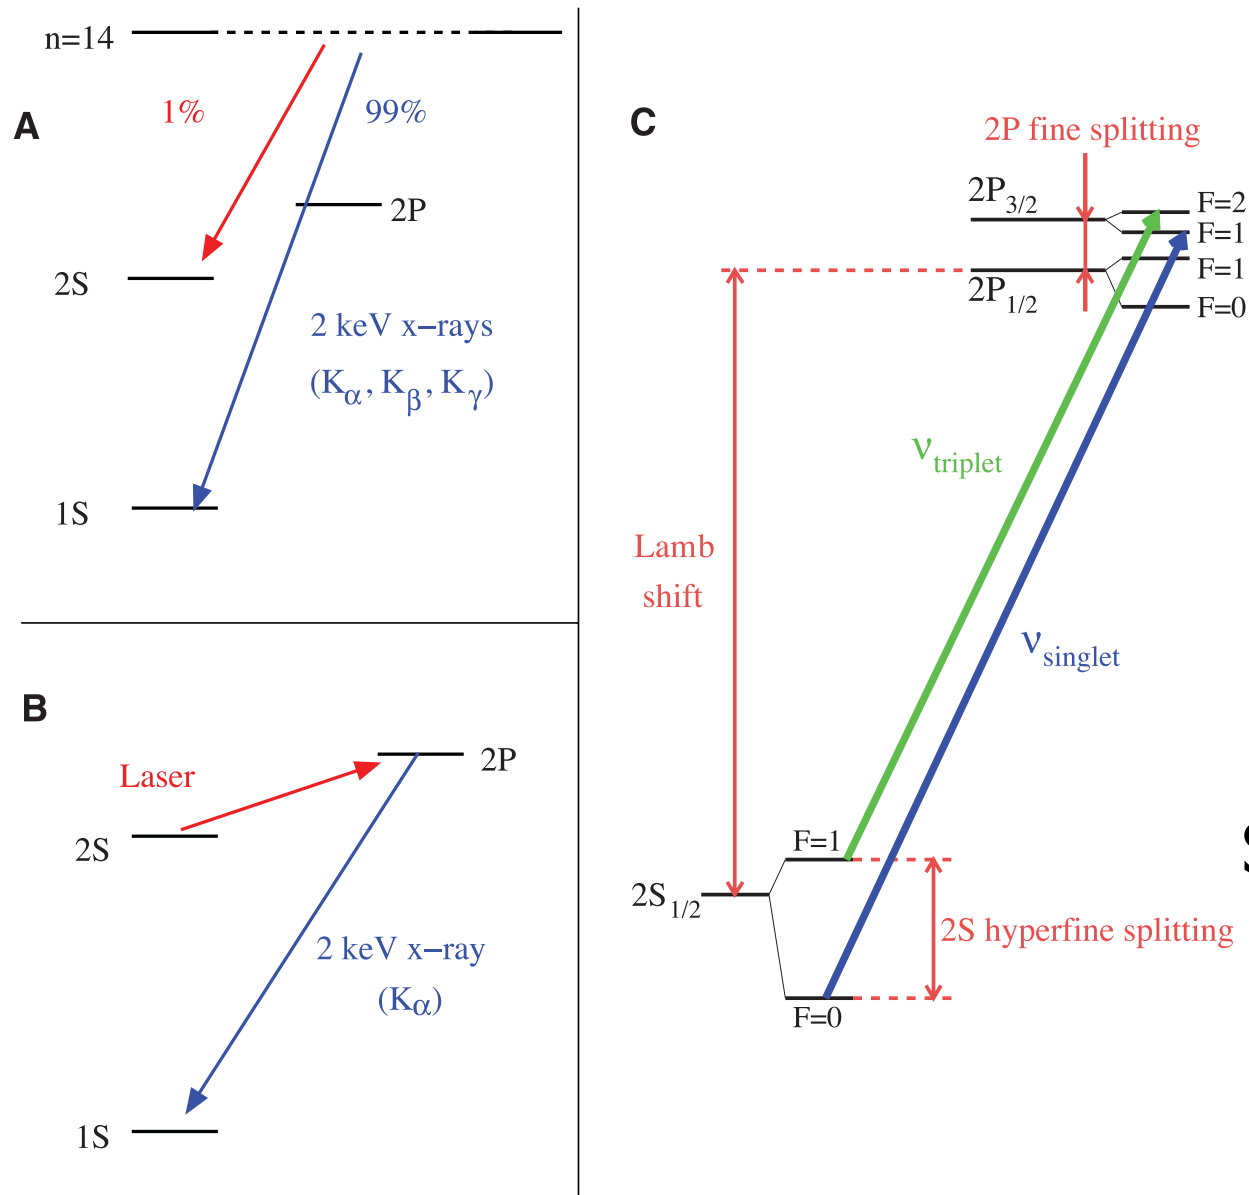 A
n=14
1%
99%
2P
2S
2 keV x−rays
(Kα, Kβ, Kγ)
1S
B
Laser
2P
2S
2 keV x−ray
(Kα)
1S
C
2P fine splitting
2P3/2
F=2
F=1
F=1
2P1/2
F=0
νtriplet
Lamb
shift
νsinglet
F=1
2S1/2
2S hyperfine splitting
F=0